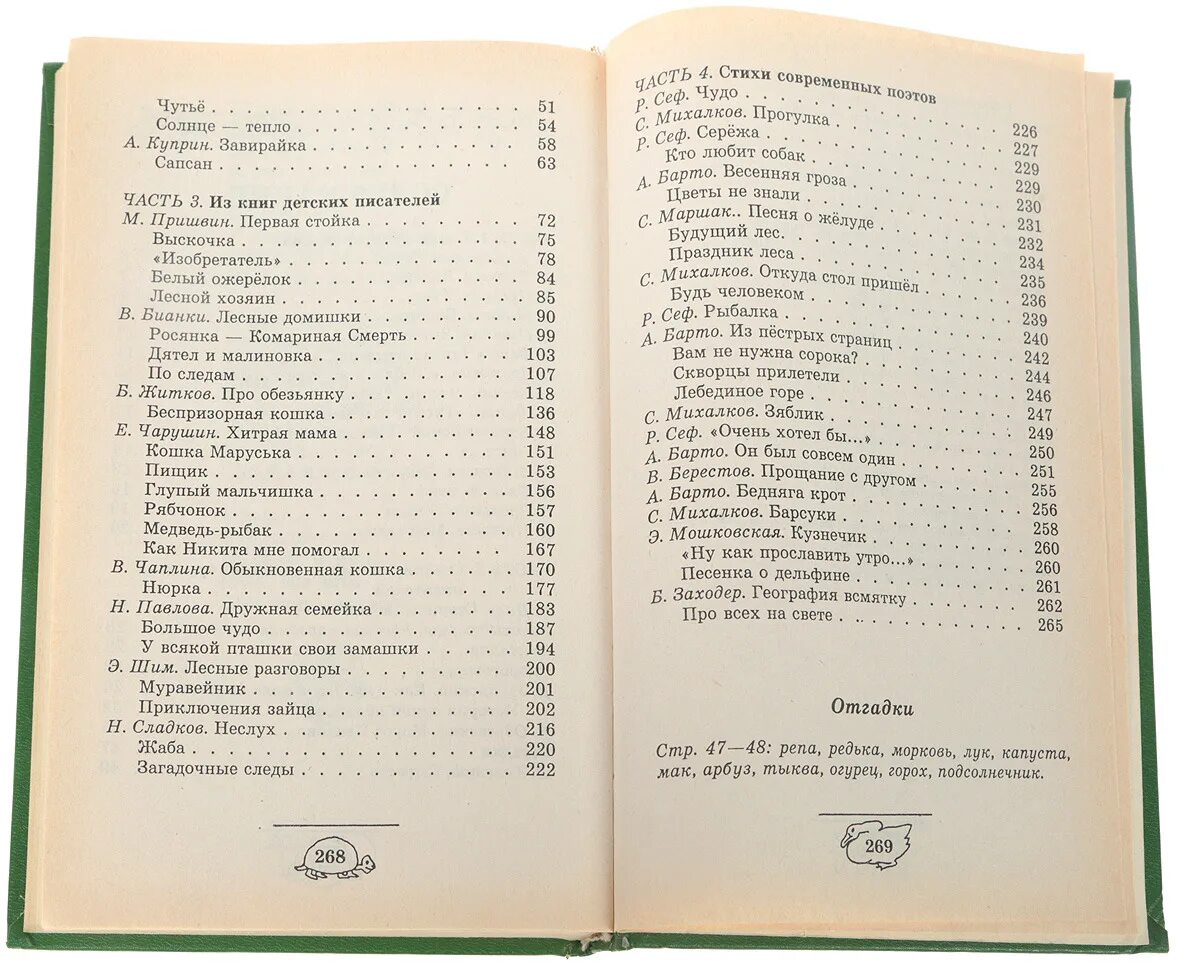 Чутьё . . . . . . . . . . 51
Солнце — тепло . . . . . . . . . . 54
А. Куприн. Завирайка . . . . . . . . . . 58
Сапсан . . . . . . . . . . 63
ЧАСТЬ 3. Из книг детских писателей
М. Пришвин. Первая стойка . . . . . . . . . . 72
Выскочка . . . . . . . . . . 75
«Изобретатель» . . . . . . . . . . 78
Белый ожерёлок . . . . . . . . . . 84
Лесной хозяин . . . . . . . . . . 85
В. Бианки. Лесные домишки . . . . . . . . . . 90
Росянка — Комариная Смерть . . . . . . 99
Дятел и малиновка . . . . . . . . . . 103
По следам . . . . . . . . . . 107
Б. Житков. Про обезьянку . . . . . . . . . . 118
Беспризорная кошка . . . . . . . . . . 136
Е. Чарушин. Хитрая мама . . . . . . . . . . 148
Кошка Маруська . . . . . . . . . . 151
Пищик . . . . . . . . . . 153
Глупый мальчишка . . . . . . . . . . 156
Рябчонок . . . . . . . . . . 157
Медведь-рыбак . . . . . . . . . . 160
Как Никита мне помогал . . . . . . . . 167
В. Чаплина. Обыкновенная кошка . . . . . . 170
Нюрка . . . . . . . . . . 177
Н. Павлова. Дружная семейка . . . . . . . . 183
Большое чудо . . . . . . . . . . 187
У всякой пташки свои замашки . . . . . 194
Э. Шим. Лесные разговоры . . . . . . . . . . 200
Муравейник . . . . . . . . . . 201
Приключения зайца . . . . . . . . . . 202
Н. Сладков. Неслух . . . . . . . . . . 216
Жаба . . . . . . . . . . 220
Загадочные следы . . . . . . . . . . 222
268
ЧАСТЬ 4. Стихи современных поэтов
Р. Сеф. Чудо . . . . . . . . . . 226
С. Михалков. Прогулка . . . . . . . . . . 227
Р. Сеф. Серёжа . . . . . . . . . . 229
Кто любит собак . . . . . . . . . . 229
А. Барто. Весенняя гроза . . . . . . . . . . 230
Цветы не знали . . . . . . . . . . 231
С. Маршак.. Песня о жёлуде . . . . . . . . 232
Будущий лес. . . . . . . . . . . 234
Праздник леса . . . . . . . . . . 235
С. Михалков. Откуда стол пришёл . . . . . 236
Будь человеком . . . . . . . . . . 239
Р. Сеф. Рыбалка . . . . . . . . . . 240
А. Барто. Из пёстрых страниц . . . . . . . 242
Вам не нужна сорока? . . . . . . . . . . 244
Скворцы прилетели . . . . . . . . . . 246
Лебединое горе . . . . . . . . . . 247
С. Михалков. Зяблик . . . . . . . . . . 249
Р. Сеф. «Очень хотел бы...» . . . . . . . . 250
А. Барто. Он был совсем один . . . . . . . 251
В. Берестов. Прощание с другом . . . . . . 255
А. Барто. Бедняга крот . . . . . . . . . . 256
С. Михалков. Барсуки . . . . . . . . . . 258
Э. Мошковская. Кузнечик . . . . . . . . . . 260
«Ну как прославить утро...» . . . . . . . 260
Песенка о дельфине . . . . . . . . . . 261
Б. Заходер. География всмятку . . . . . . . 262
Про всех на свете . . . . . . . . . . 265
Отгадки
Стр. 47—48: репа, редька, морковь, лук, капуста,
мак, арбуз, тыква, огурец, горох, подсолнечник.
269